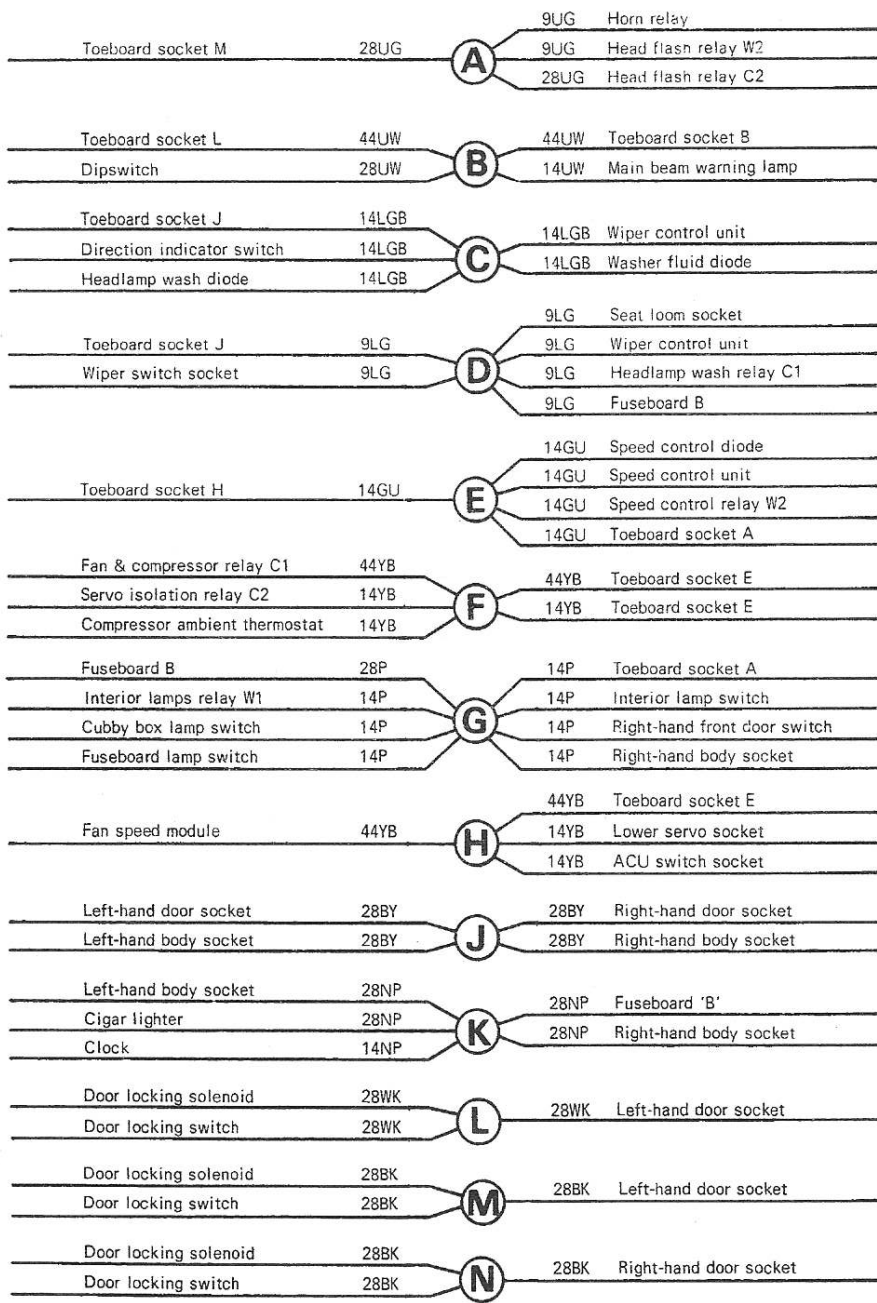 9UG Horn relay
Toeboard socket M 28UG A 9UG Head flash relay W2
28UG Head flash relay C2
Toeboard socket L 44UW B 44UW Toeboard socket B
Dipswitch 28UW 14UW Main beam warning lamp
Toeboard socket J 14LGB
Direction indicator switch 14LGB C 14LGB Wiper control unit
Headlamp wash diode 14LGB 14LGB Washer fluid diode
9LG Seat loom socket
Toeboard socket J 9LG D 9LG Wiper control unit
Wiper switch socket 9LG 9LG Headlamp wash relay C1
9LG Fuseboard B
14GU Speed control diode
14GU Speed control unit
Toeboard socket H 14GU E 14GU Speed control relay W2
14GU Toeboard socket A
Fan & compressor relay C1 44YB
Servo isolation relay C2 14YB F 44YB Toeboard socket E
Compressor ambient thermostat 14YB 14YB Toeboard socket E
Fuseboard B 28P 14P Toeboard socket A
Interior lamps relay W1 14P G 14P Interior lamp switch
Cubby box lamp switch 14P 14P Right-hand front door switch
Fuseboard lamp switch 14P 14P Right-hand body socket
44YB Toeboard socket E
Fan speed module 44YB H 14YB Lower servo socket
14YB ACU switch socket
Left-hand door socket 28BY J 28BY Right-hand door socket
Left-hand body socket 28BY 28BY Right-hand body socket
Left-hand body socket 28NP
Cigar lighter 28NP K 28NP Fuseboard 'B'
Clock 14NP 28NP Right-hand body socket
Door locking solenoid 28WK L 28WK Left-hand door socket
Door locking switch 28WK
Door locking solenoid 28BK M 28BK Left-hand door socket
Door locking switch 28BK
Door locking solenoid 28BK N 28BK Right-hand door socket
Door locking switch 28BK